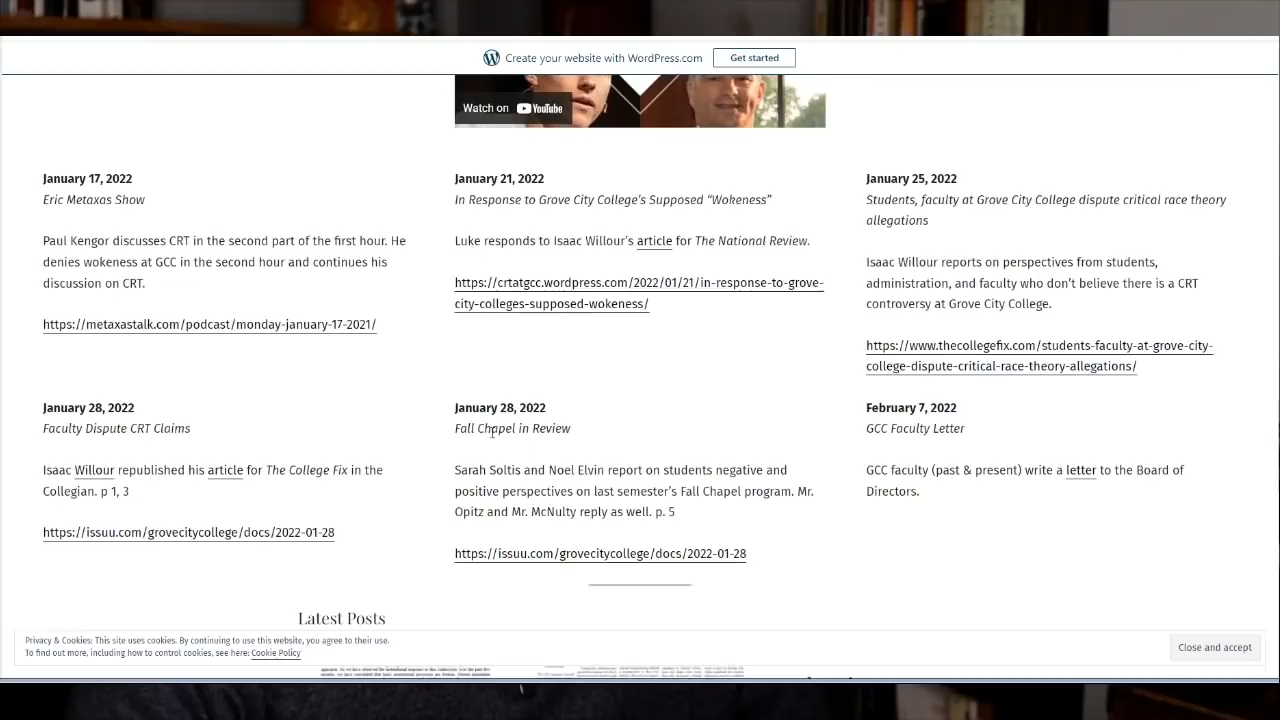 Create your website with WordPress.com
Get started
Watch on YouTube
January 17, 2022
Eric Metaxas Show
Paul Kengor discusses CRT in the second part of the first hour. He
denies wokeness at GCC in the second hour and continues his
discussion on CRT.
https://metaxastalk.com/podcast/monday-january-17-2021/
January 21, 2022
In Response to Grove City College's Supposed “Wokeness”
Luke responds to Isaac Willour's article for The National Review.
https://crtatgcc.wordpress.com/2022/01/21/in-response-to-grove-
city-colleges-supposed-wokeness/
January 25, 2022
Students, faculty at Grove City College dispute critical race theory
allegations
Isaac Willour reports on perspectives from students,
administration, and faculty who don't believe there is a CRT
controversy at Grove City College.
https://www.thecollegefix.com/students-faculty-at-grove-city-
college-dispute-critical-race-theory-allegations/
January 28, 2022
Faculty Dispute CRT Claims
Isaac Willour republished his article for The College Fix in the
Collegian. p 1, 3
https://issuu.com/grovecitycollege/docs/2022-01-28
January 28, 2022
Fall Chapel in Review
Sarah Soltis and Noel Elvin report on students negative and
positive perspectives on last semester's Fall Chapel program. Mr.
Opitz and Mr. McNulty reply as well. p. 5
https://issuu.com/grovecitycollege/docs/2022-01-28
February 7, 2022
GCC Faculty Letter
GCC faculty (past & present) write a letter to the Board of
Directors.
Latest Posts
Privacy & Cookies: This site uses cookies. By continuing to use this website, you agree to their use.
To find out more, including how to control cookies, see here: Cookie Policy
Close and accept